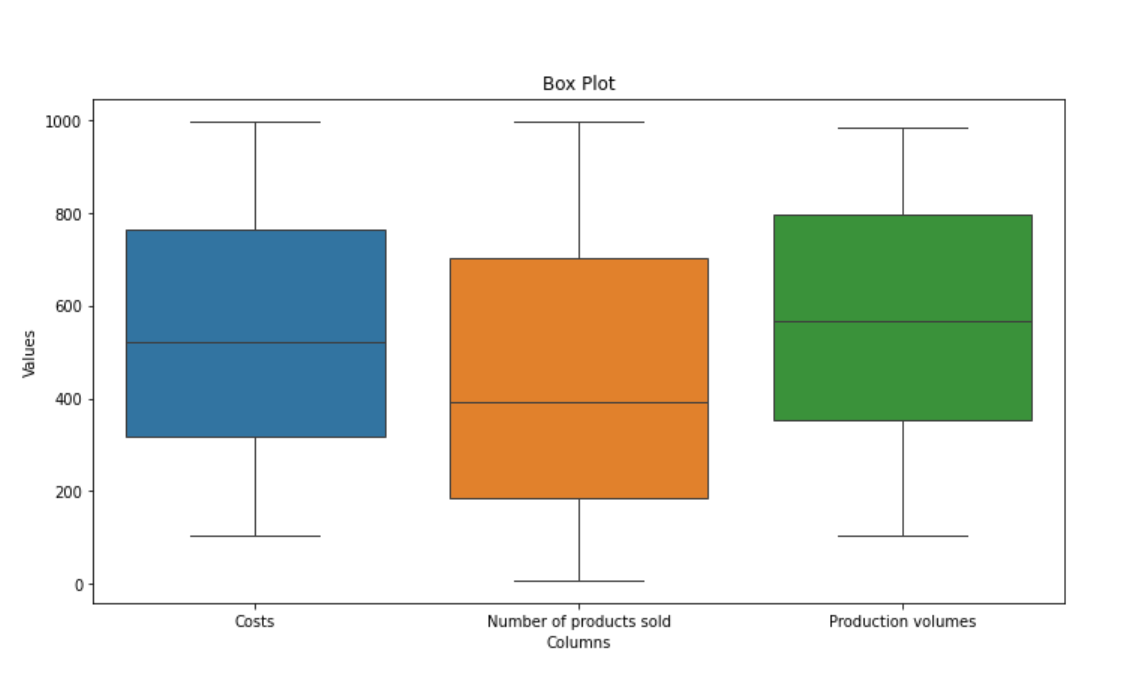 Box Plot
1000
800
600
400
200
0
Values
Costs
Number of products sold
Production volumes
Columns